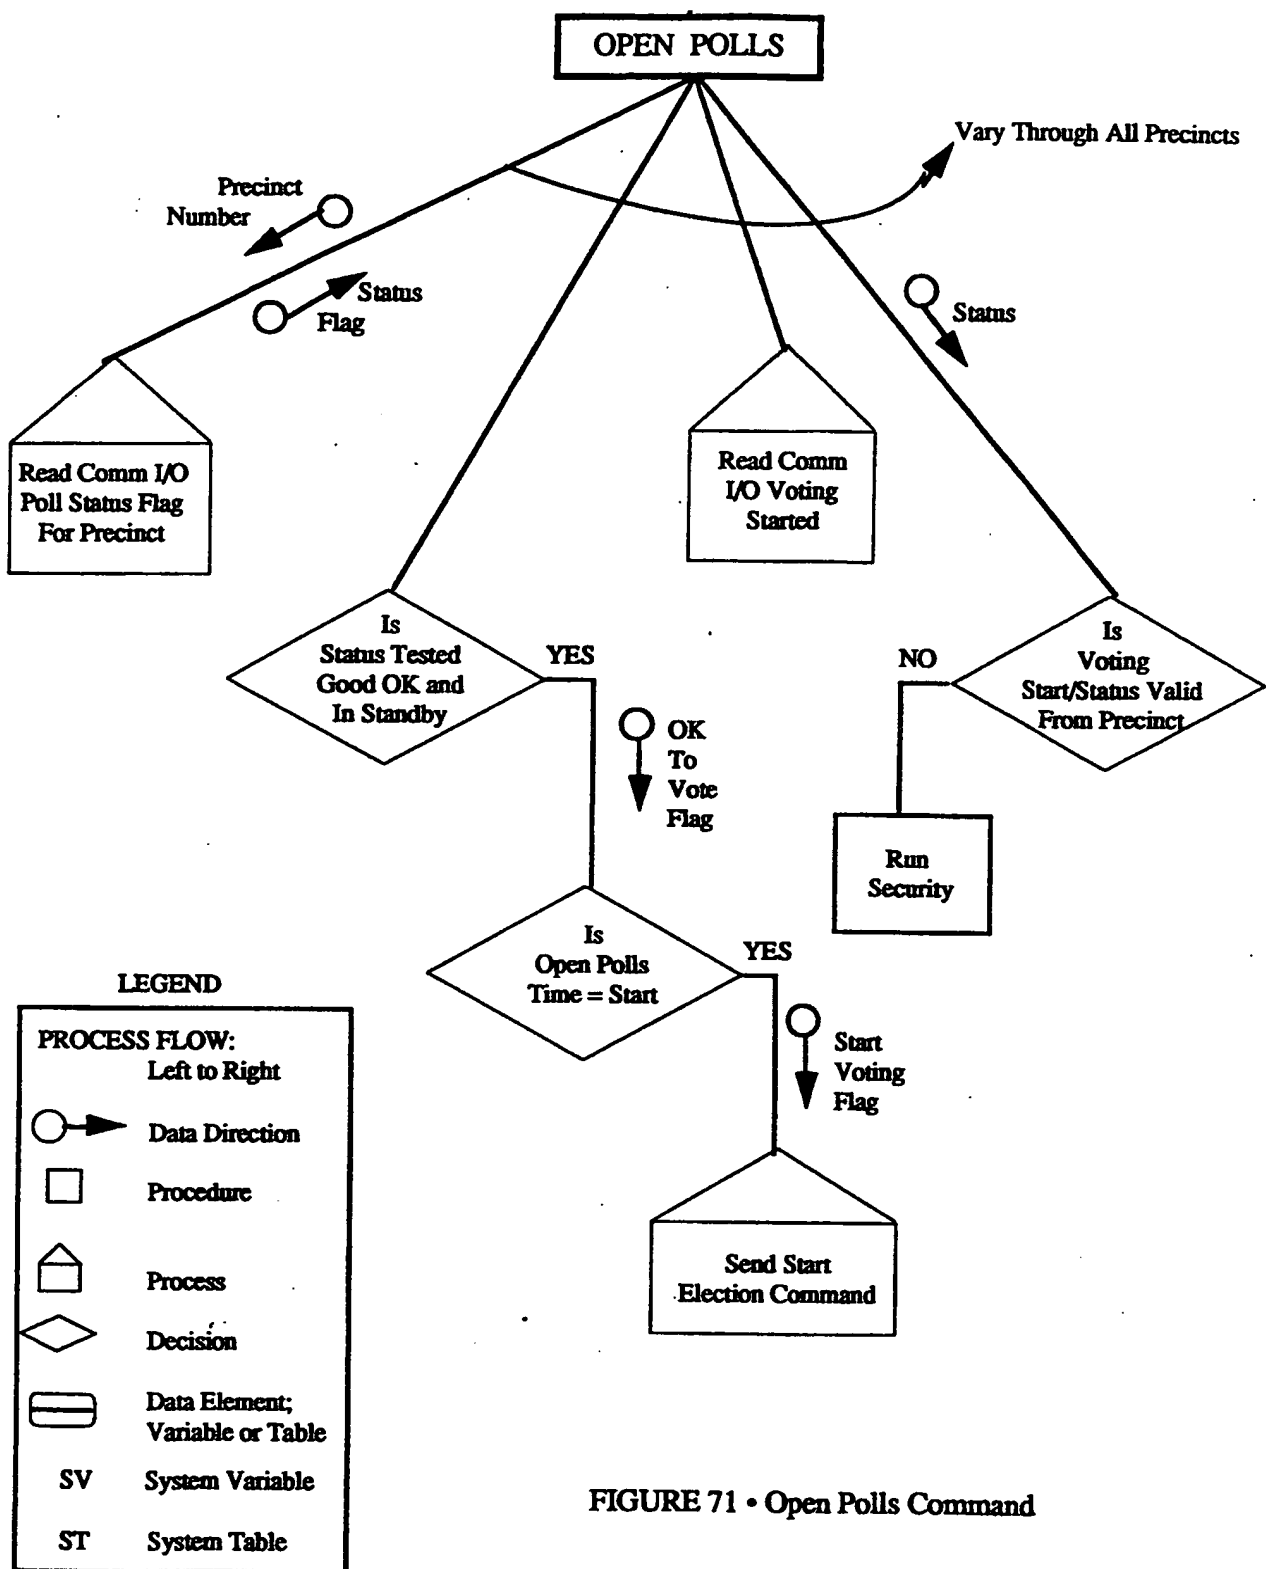 OPEN POLLS
Vary Through All Precincts
Precinct
Number
Status
Flag
Status
Read Comm I/O
Poll Status Flag
For Precinct
Read Comm
I/O Voting
Started
Is
Status Tested
Good OK and
In Standby
YES
OK
To
Vote
Flag
NO
Is
Voting
Start/Status Valid
From Precinct
Run
Security
Is
Open Polls
Time = Start
YES
Start
Voting
Flag
Send Start
Election Command
LEGEND
PROCESS FLOW:
Left to Right
Data Direction
Procedure
Process
Decision
Data Element;
Variable or Table
SV System Variable
ST System Table
FIGURE 71 • Open Polls Command